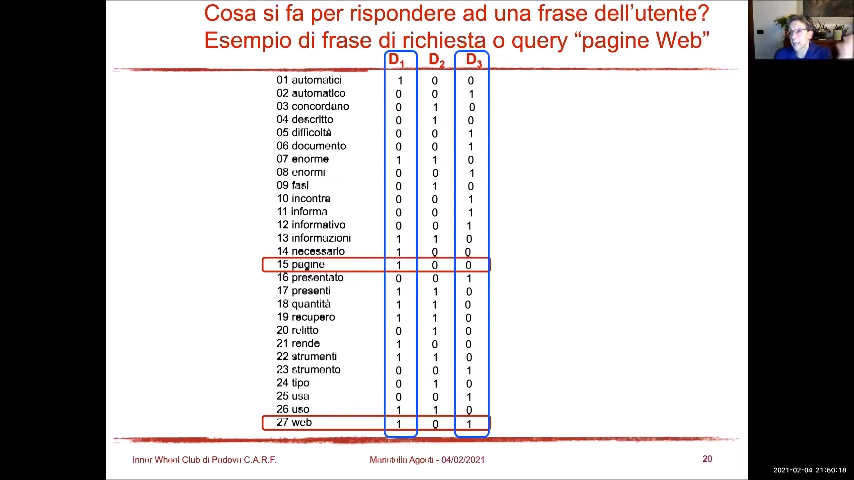 Cosa si fa per rispondere ad una frase dell'utente?
Esempio di frase di richiesta o query “pagine Web”
D1 D2 D3
01 automatici 1 0 0
02 automatico 0 0 1
03 concordano 0 1 0
04 descritto 0 1 0
05 difficoltà 0 0 1
06 documento 0 0 1
07 enorme 1 1 0
08 enormi 0 0 1
09 fasi 0 1 0
10 incontra 0 0 1
11 informa 0 0 1
12 informativo 0 0 1
13 informazioni 1 1 0
14 necessario 1 0 0
15 pagine 1 0 0
16 presentato 0 0 1
17 presenti 1 1 0
18 quantità 1 1 0
19 recupero 1 1 0
20 relitto 0 1 0
21 rende 1 0 0
22 strumenti 1 1 0
23 strumento 0 0 1
24 tipo 0 1 0
25 usa 0 0 1
26 uso 1 1 0
27 web 1 0 1
Inner Wheel Club di Padova C.A.R.F. Maristella Agosti - 04/02/2021 20
2021-02-04 21:50:18